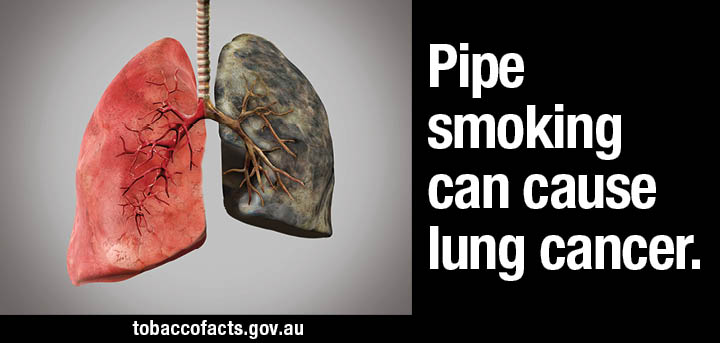 Pipe
smoking
can cause
lung cancer.
tobaccofacts.gov.au